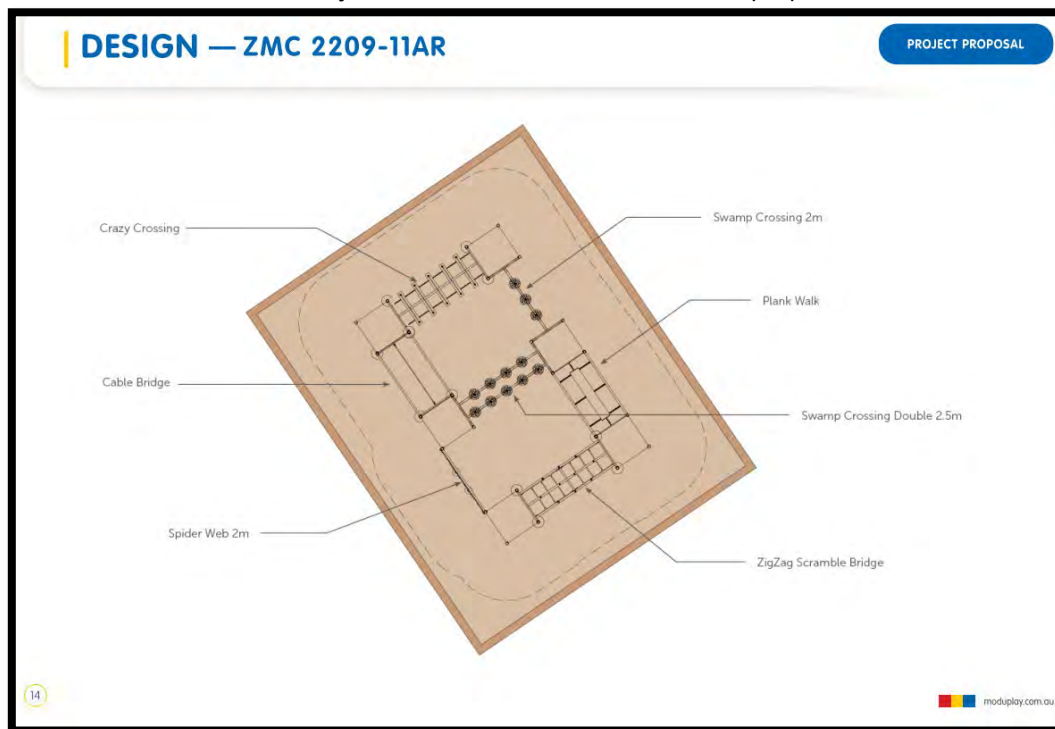 DESIGN — ZMC 2209-11AR
PROJECT PROPOSAL
Crazy Crossing
Swamp Crossing 2m
Plank Walk
Cable Bridge
Swamp Crossing Double 2.5m
Spider Web 2m
ZigZag Scramble Bridge
14
moduplay.com.au